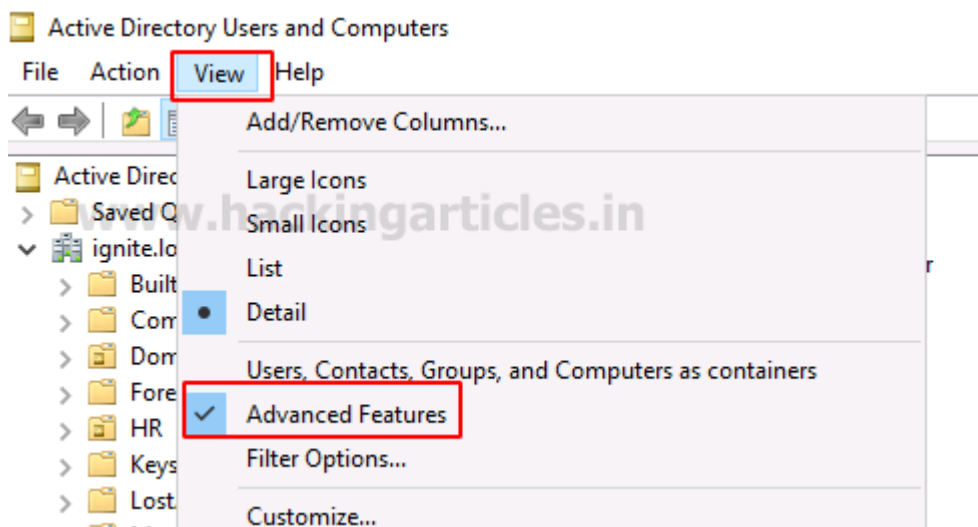 Active Directory Users and Computers
File Action View Help
Add/Remove Columns...
Active Direc
Large Icons
Saved Q
www.hackingarticles.in
Small Icons
ignite.lo
List
r
Built
Com
Detail
Dom
Users, Contacts, Groups, and Computers as containers
Fore
Advanced Features
HR
Keys
Filter Options...
Lost
Customize...